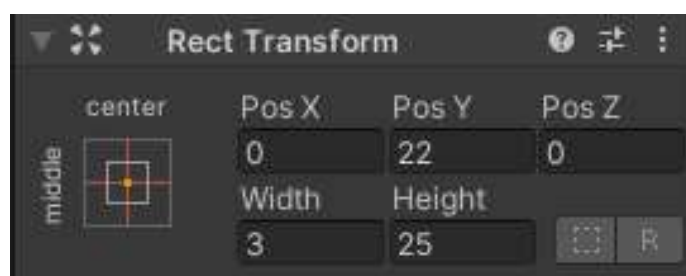 Rect Transform
center
middle
Pos X Pos Y Pos Z
0 22 0
Width Height
3 25
R